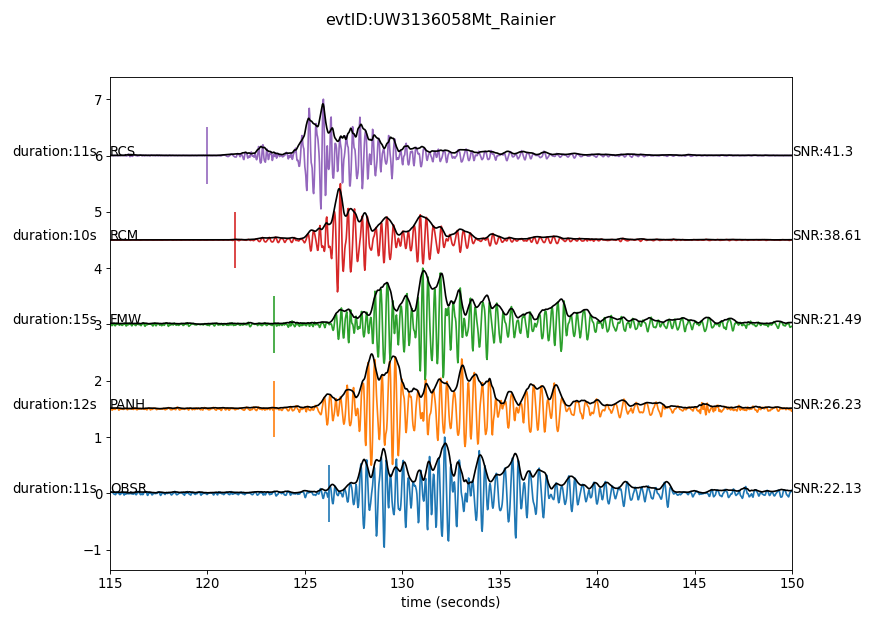 evtID:UW3136058Mt_Rainier
7
duration:11s RCS SNR:41.3
6
5
duration:10s RCM SNR:38.61
4
duration:15s FMW SNR:21.49
3
2
duration:12s PANH SNR:26.23
1
duration:11s OBSR SNR:22.13
0
−1
115 120 125 130 135 140 145 150
time (seconds)